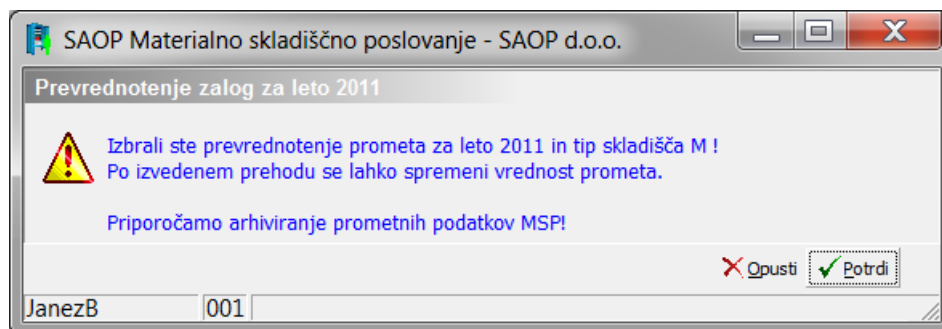 SAOP Materialno skladiščno poslovanje - SAOP d.o.o.
Prevrednotenje zalog za leto 2011
Izbrali ste prevrednotenje prometa za leto 2011 in tip skladišča M !
Po izvedenem prehodu se lahko spremeni vrednost prometa.
Priporočamo arhiviranje prometnih podatkov MSP!
Opusti Potrdi
JanezB 001